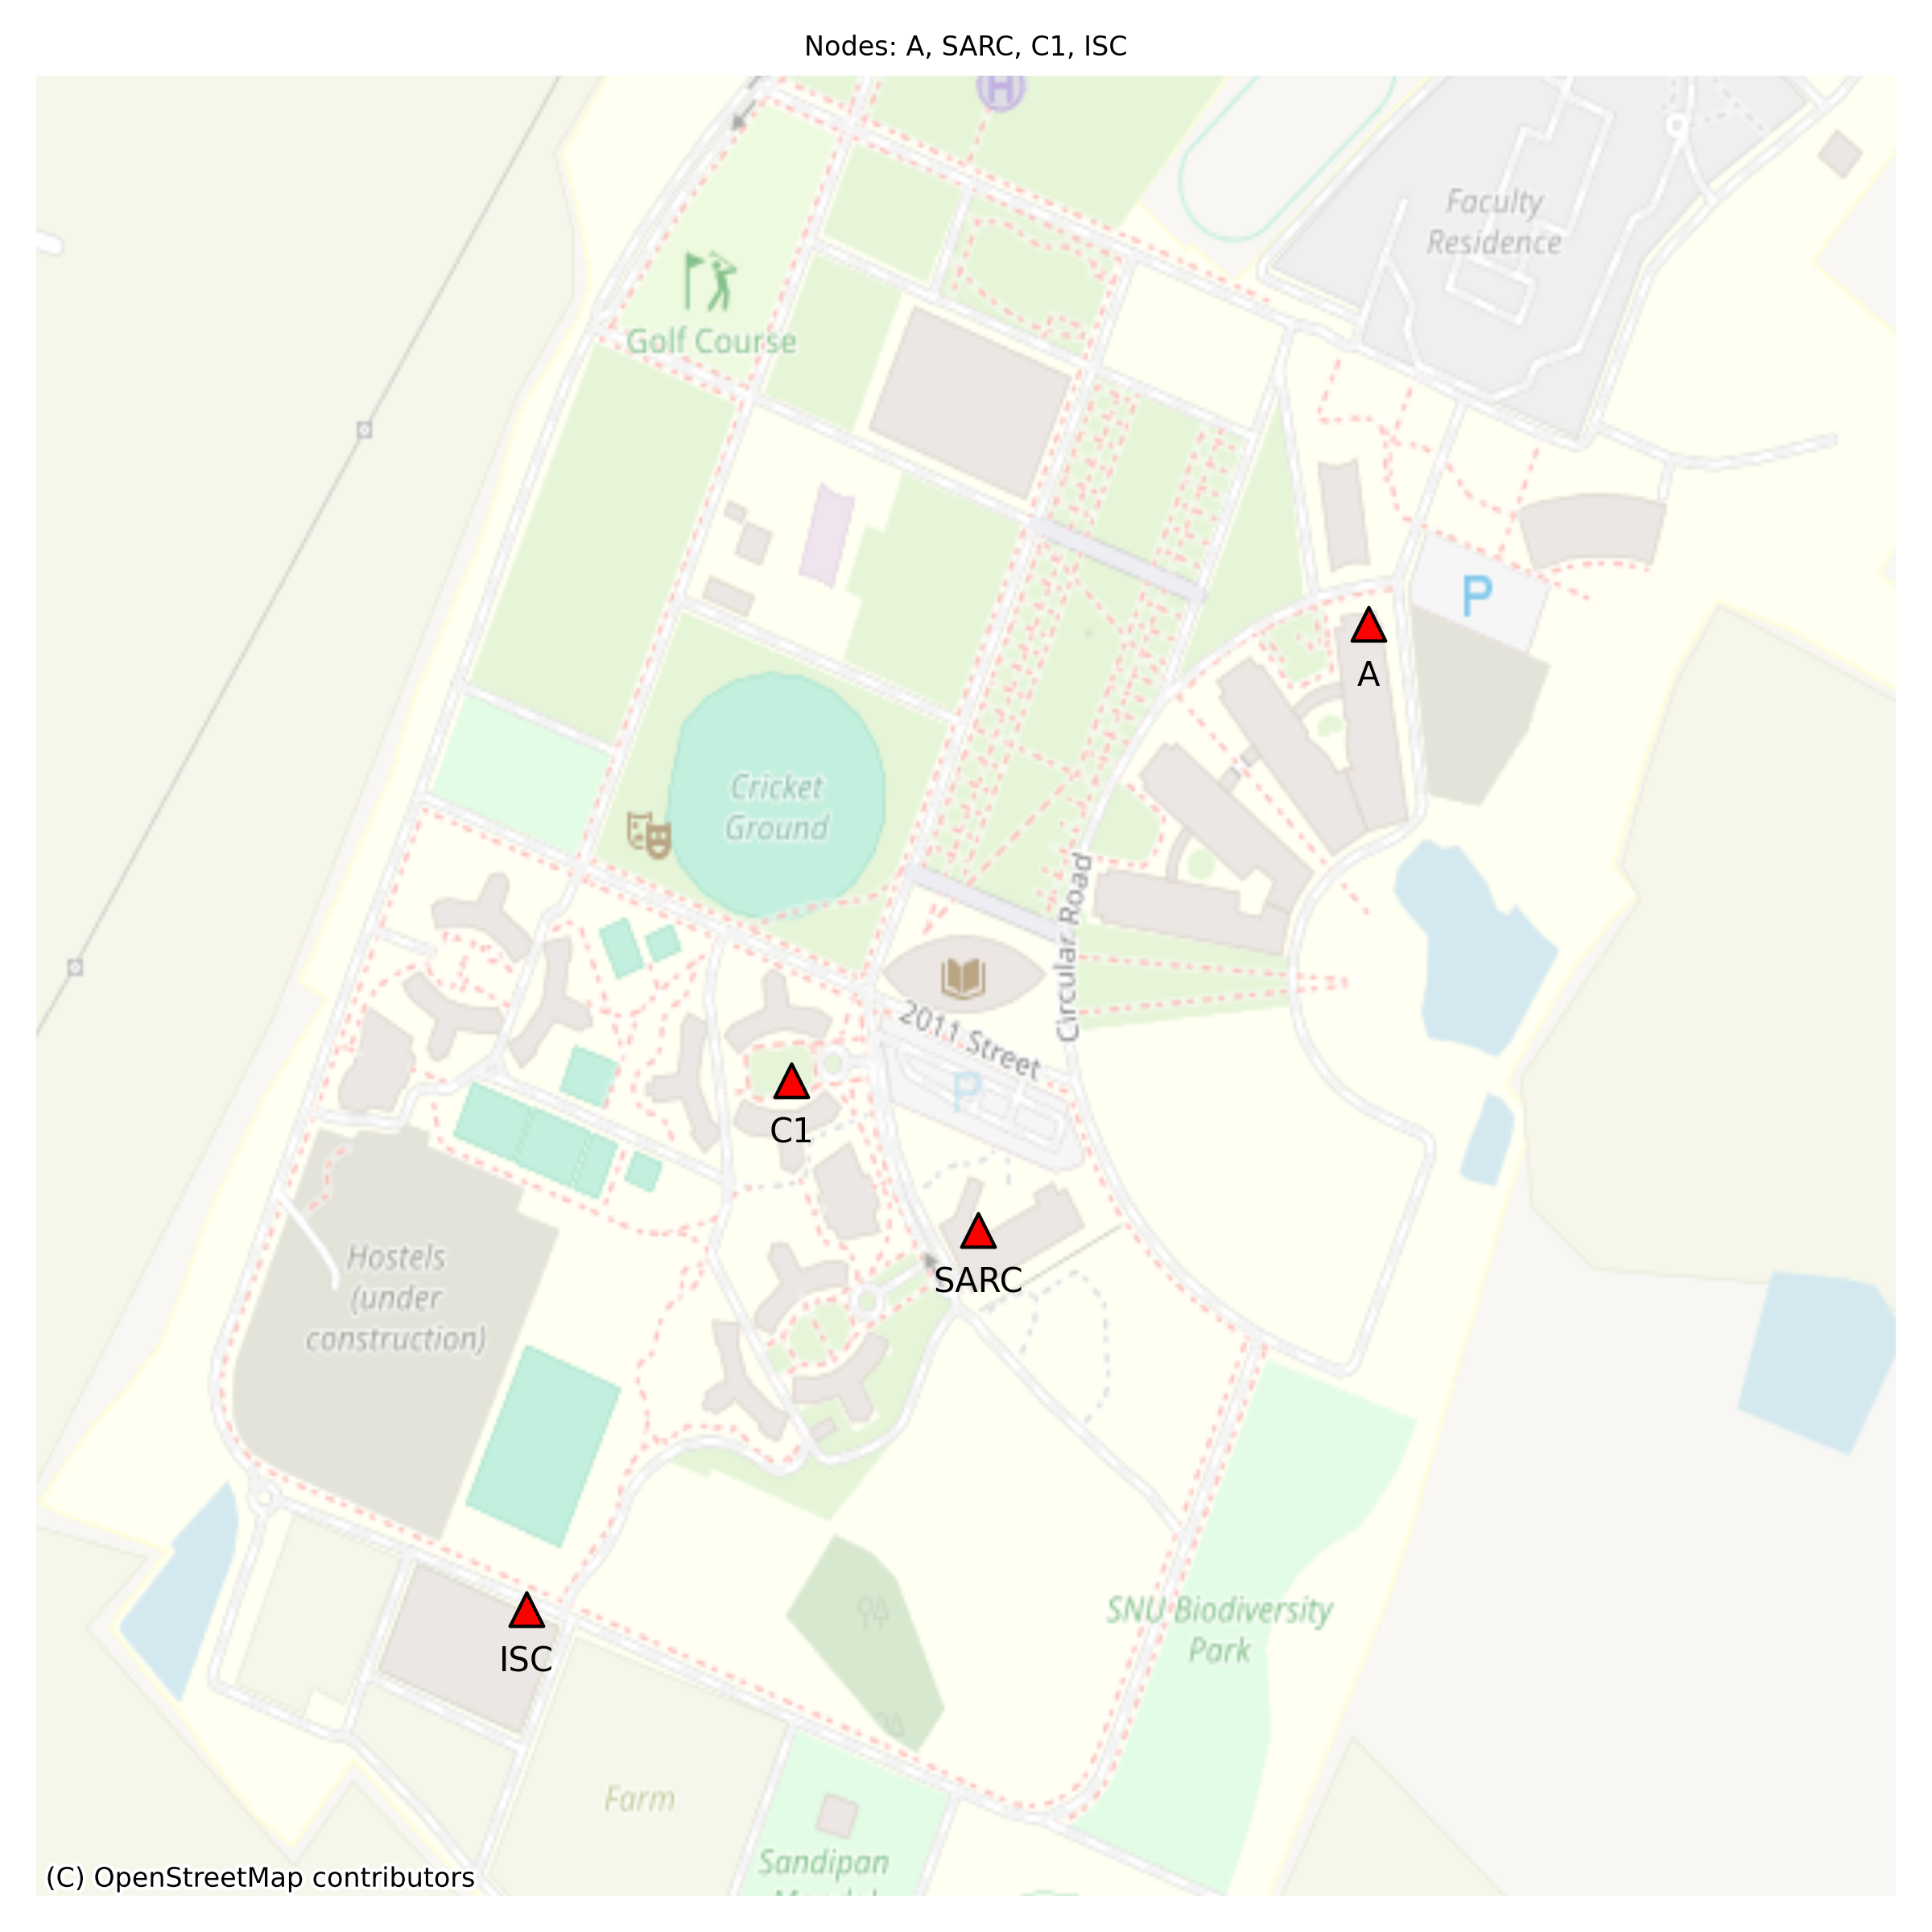 Nodes: A, SARC, C1, ISC
H
Faculty
Residence
Golf Course
P
A
Cricket
Ground
Circular Road
2011 Street
P
C1
SARC
Hostels
(under
construction)
ISC
SNU Biodiversity
Park
Farm
Sandipan
(C) OpenStreetMap contributors